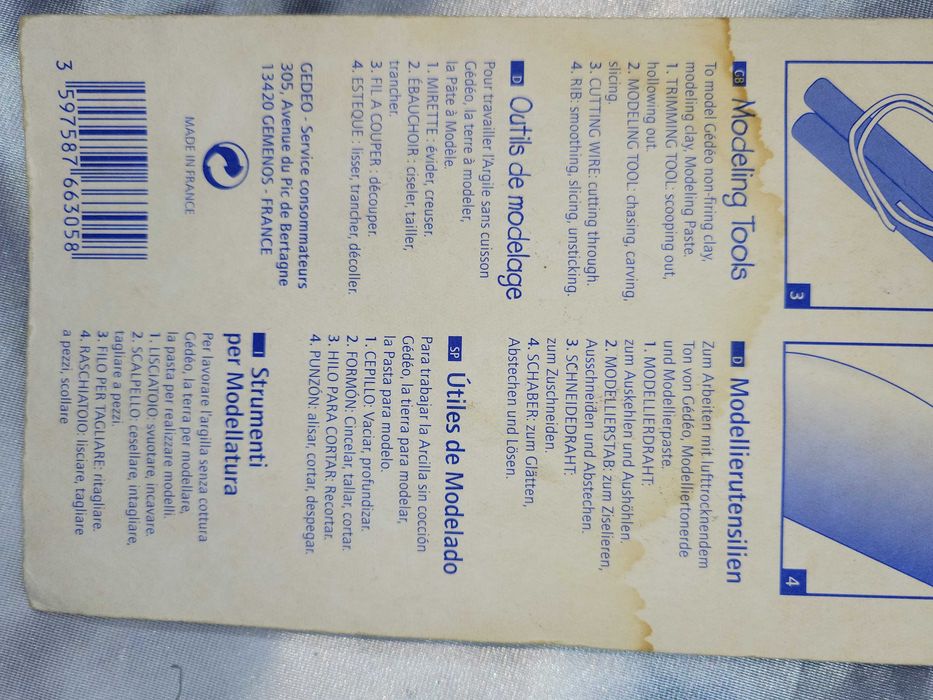 3
4
GB Modeling Tools
To model Gédéo non-firing clay,
modeling clay, Modeling Paste.
1. TRIMMING TOOL: scooping out,
hollowing out.
2. MODELING TOOL: chasing, carving,
slicing.
3. CUTTING WIRE: cutting through.
4. RIB: smoothing, slicing, unsticking.
D Outils de modelage
Pour travailler l'Argile sans cuisson
Gédéo, la terre à modeler,
la Pâte à Modèle.
1. MIRETTE : évider, creuser.
2. ÉBAUCHOIR : ciseler, tailler,
trancher.
3. FIL A COUPER : découper.
4. ESTEQUE : lisser, trancher, décoller.
GEDEO - Service consommateurs
305, Avenue du Pic de Bertagne
13420 GEMENOS - FRANCE
MADE IN FRANCE
3 597587 663058
D Modellierutensilien
Zum Arbeiten mit lufttrocknendem
Ton von Gédéo, Modelliertonerde
und Modellierpaste.
1. MODELLIERDRAHT:
zum Auskehlen und Aushöhlen.
2. MODELLIERSTAB: zum Ziselieren,
Ausschneiden und Abstechen.
3. SCHNEIDEDRAHT:
zum Zuschneiden.
4. SCHABER: zum Glätten,
Abstechen und Lösen.
SP Útiles de Modelado
Para trabajar la Arcilla sin cocción
Gédéo, la tierra para modelar,
la Pasta para modelo.
1. CEPILLO: Vaciar, profundizar.
2. FORMÓN: Cincelar, tallar, cortar.
3. HILO PARA CORTAR: Recortar.
4. PUNZÓN: alisar, cortar, despegar.
I Strumenti
per Modellatura
Per lavorare l'argilla senza cottura
Gédéo, la terra per modellare,
la pasta per realizzare modelli.
1. LISCIATOIO: svuotare, incavare.
2. SCALPELLO: cesellare, intagliare,
tagliare a pezzi.
3. FILO PER TAGLIARE: ritagliare.
4. RASCHIATOIO: lisciare, tagliare
a pezzi, scollare